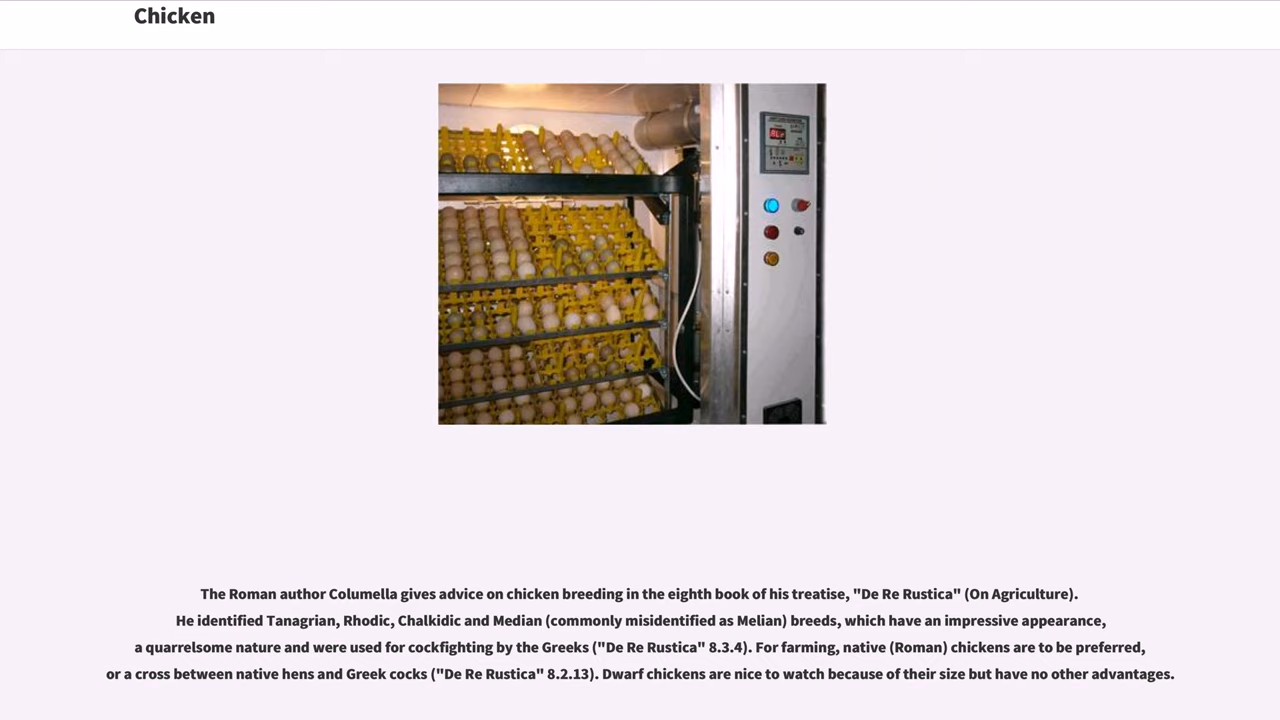 Chicken
The Roman author Columella gives advice on chicken breeding in the eighth book of his treatise, "De Re Rustica" (On Agriculture).
He identified Tanagrian, Rhodic, Chalkidic and Median (commonly misidentified as Melian) breeds, which have an impressive appearance,
a quarrelsome nature and were used for cockfighting by the Greeks ("De Re Rustica" 8.3.4). For farming, native (Roman) chickens are to be preferred,
or a cross between native hens and Greek cocks ("De Re Rustica" 8.2.13). Dwarf chickens are nice to watch because of their size but have no other advantages.